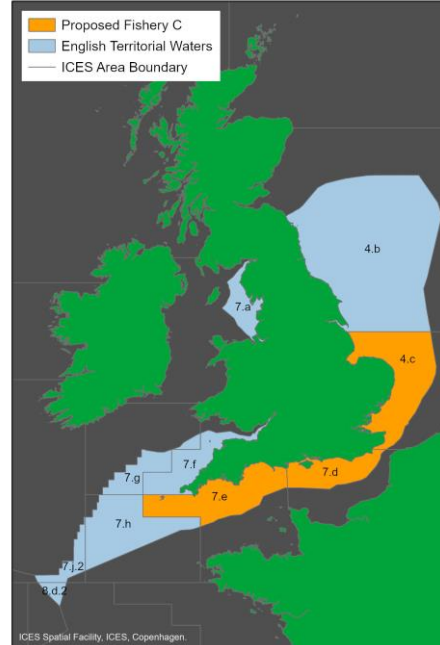 Proposed Fishery C
English Territorial Waters
ICES Area Boundary
4.b
7.a
4.c
7.f
7.g
7.d
7.e
7.h
7.j.2
8.d.2
ICES Spatial Facility, ICES, Copenhagen.